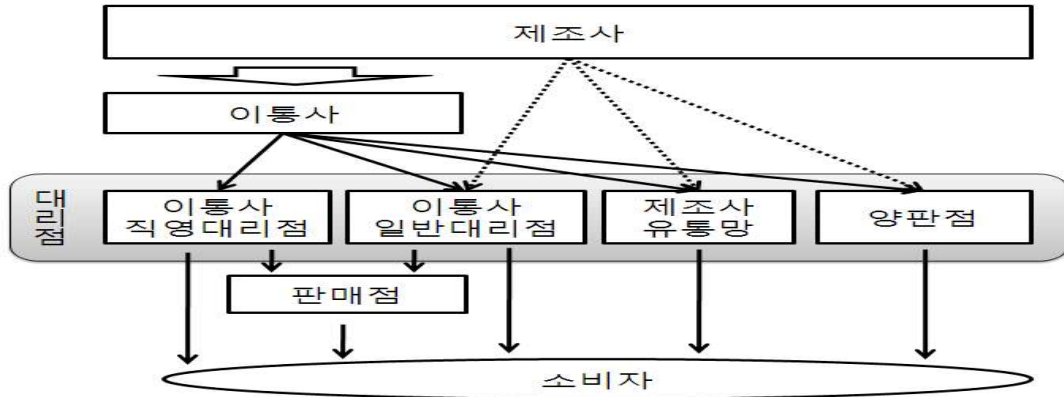 제조사
이통사
대리점
이통사
직영대리점
이통사
일반대리점
제조사
유통망
양판점
판매점
소비자